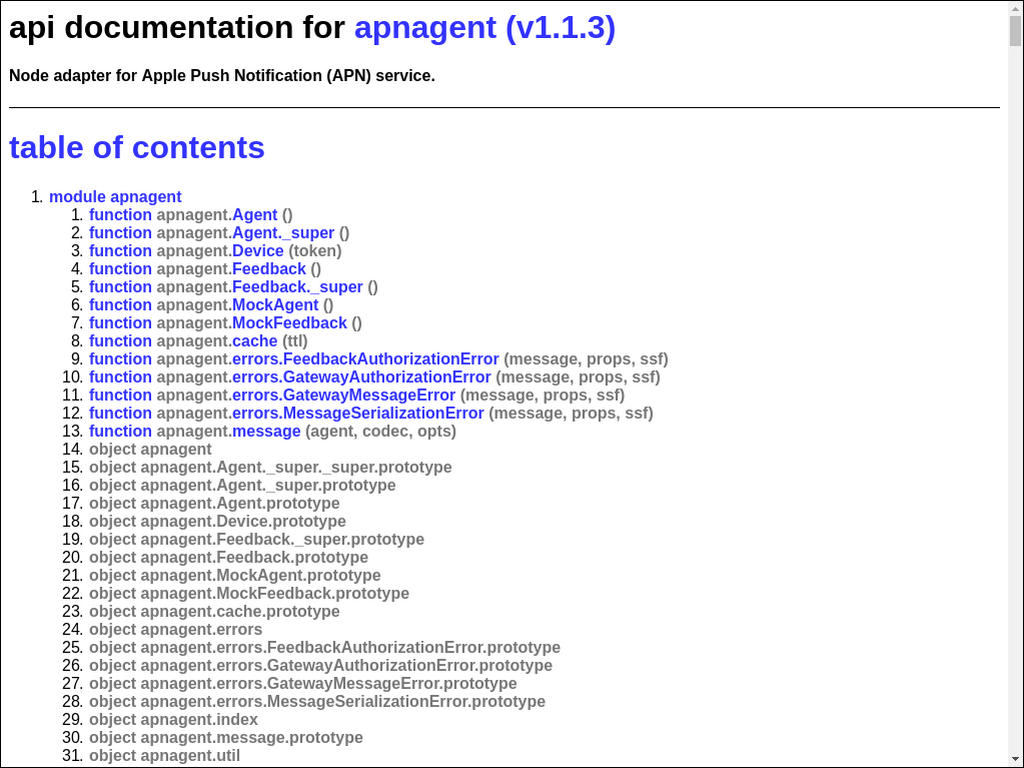 api documentation for apnagent (v1.1.3)
Node adapter for Apple Push Notification (APN) service.
table of contents
1. module apnagent
1. function apnagent.Agent ()
2. function apnagent.Agent._super ()
3. function apnagent.Device (token)
4. function apnagent.Feedback ()
5. function apnagent.Feedback._super ()
6. function apnagent.MockAgent ()
7. function apnagent.MockFeedback ()
8. function apnagent.cache (ttl)
9. function apnagent.errors.FeedbackAuthorizationError (message, props, ssf)
10. function apnagent.errors.GatewayAuthorizationError (message, props, ssf)
11. function apnagent.errors.GatewayMessageError (message, props, ssf)
12. function apnagent.errors.MessageSerializationError (message, props, ssf)
13. function apnagent.message (agent, codec, opts)
14. object apnagent
15. object apnagent.Agent._super._super.prototype
16. object apnagent.Agent._super.prototype
17. object apnagent.Agent.prototype
18. object apnagent.Device.prototype
19. object apnagent.Feedback._super.prototype
20. object apnagent.Feedback.prototype
21. object apnagent.MockAgent.prototype
22. object apnagent.MockFeedback.prototype
23. object apnagent.cache.prototype
24. object apnagent.errors
25. object apnagent.errors.FeedbackAuthorizationError.prototype
26. object apnagent.errors.GatewayAuthorizationError.prototype
27. object apnagent.errors.GatewayMessageError.prototype
28. object apnagent.errors.MessageSerializationError.prototype
29. object apnagent.index
30. object apnagent.message.prototype
31. object apnagent.util